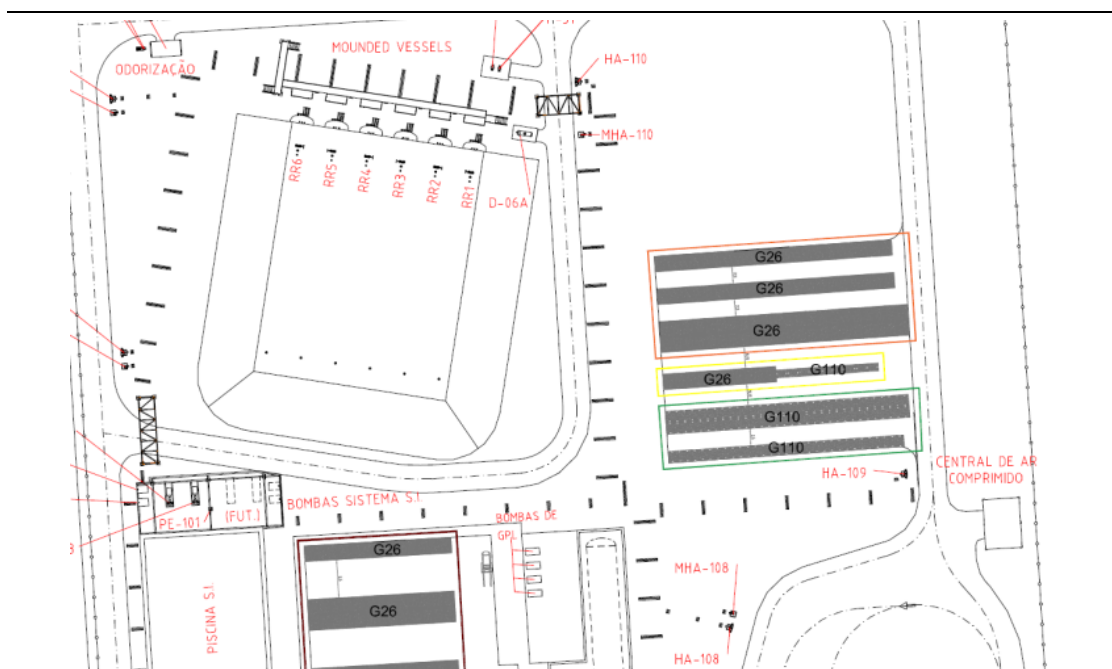 MOUNDED VESSELS
ODORIZAÇÃO
HA-110
MHA-110
RR6
RR5
RR4
RR3
RR2
RR1
D-06A
G26
G26
G26
G26
G110
G110
G110
HA-109
CENTRAL DE AR
COMPRIMIDO
BOMBAS SISTEMA S.I.
PE-101
(FUT.)
BOMBAS DE
GPL
G26
G26
PISCINA S.I.
MHA-108
HA-108